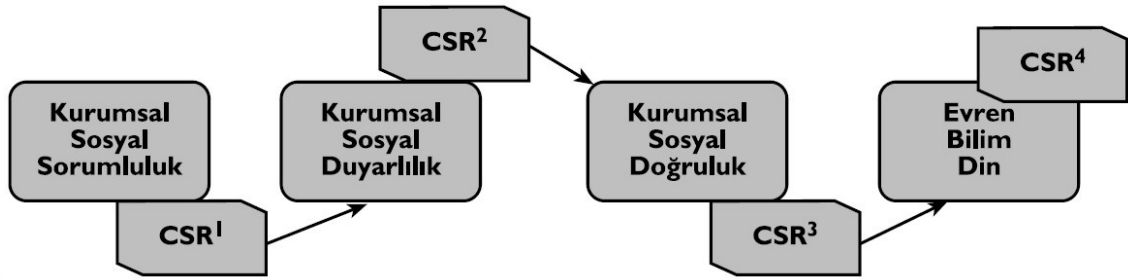 Kurumsal
Sosyal
Sorumluluk
CSR¹
Kurumsal
Sosyal
Duyarlılık
CSR²
Kurumsal
Sosyal
Doğruluk
CSR³
Evren
Bilim
Din
CSR⁴